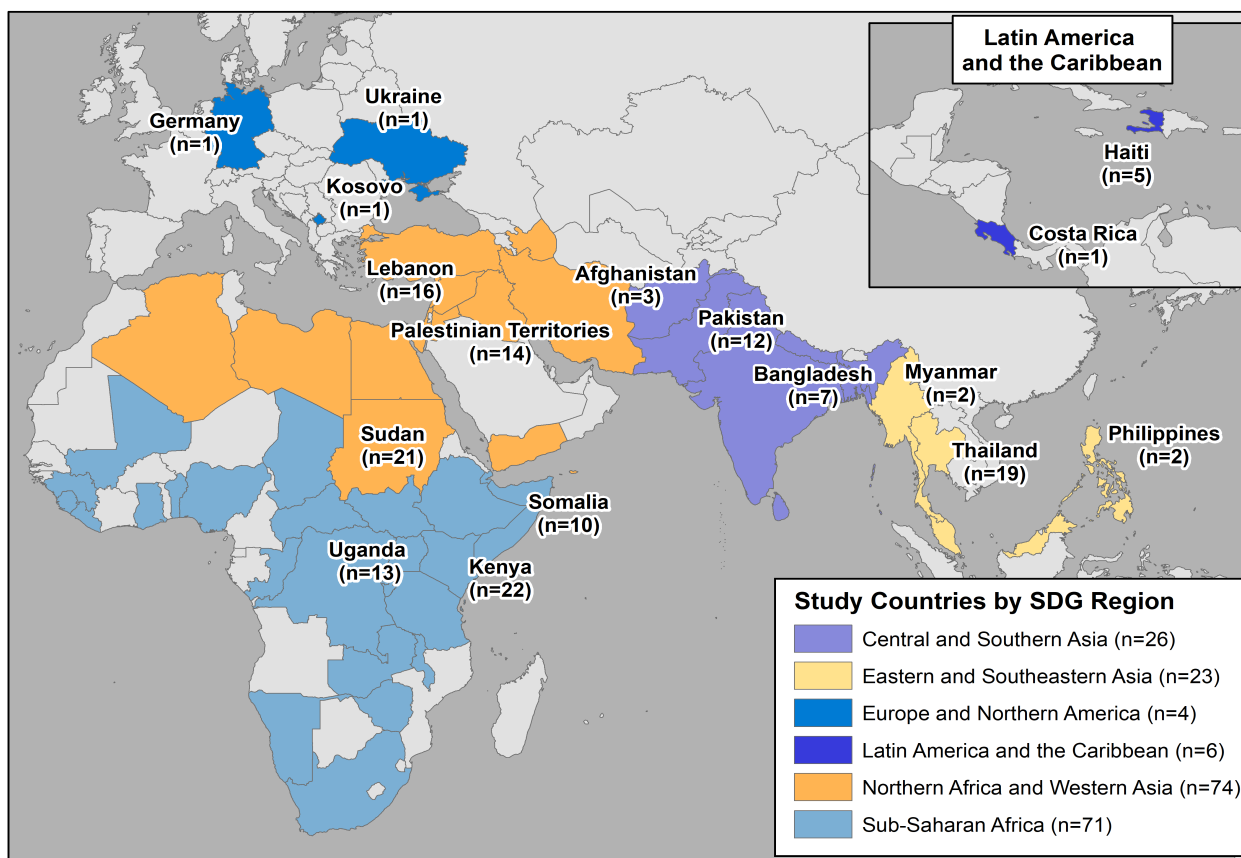 Latin America
and the Caribbean
Ukraine
(n=1)
Germany
(n=1)
Kosovo
(n=1)
Haiti
(n=5)
Costa Rica
(n=1)
Lebanon
(n=16)
Afghanistan
(n=3)
Palestinian Territories
(n=14)
Pakistan
(n=12)
Bangladesh
(n=7)
Myanmar
(n=2)
Sudan
(n=21)
Thailand
(n=19)
Philippines
(n=2)
Somalia
(n=10)
Uganda
(n=13)
Kenya
(n=22)
Study Countries by SDG Region
Central and Southern Asia (n=26)
Eastern and Southeastern Asia (n=23)
Europe and Northern America (n=4)
Latin America and the Caribbean (n=6)
Northern Africa and Western Asia (n=74)
Sub-Saharan Africa (n=71)